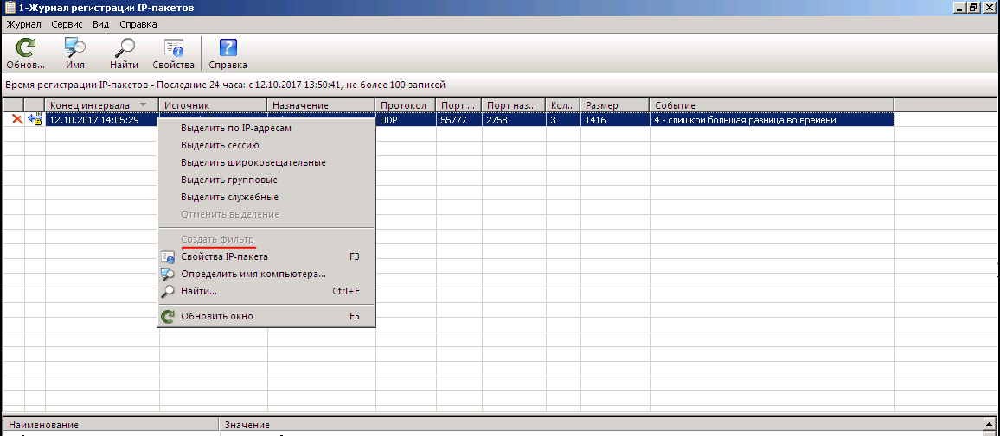 1-Журнал регистрации IP-пакетов
Журнал Сервис Вид Справка
Обнов... Имя Найти Свойства Справка
Время регистрации IP-пакетов - Последние 24 часа: с 12.10.2017 13:50:41, не более 100 записей
Конец интервала Источник Назначение Протокол Порт ... Порт наз... Кол... Размер Событие
12.10.2017 14:05:29 UDP 55777 2758 3 1416 4 - слишком большая разница во времени
Выделить по IP-адресам
Выделить сессию
Выделить широковещательные
Выделить групповые
Выделить служебные
Отменить выделение
Создать фильтр
Свойства IP-пакета F3
Определить имя компьютера...
Найти... Ctrl+F
Обновить окно F5
Наименование Значение